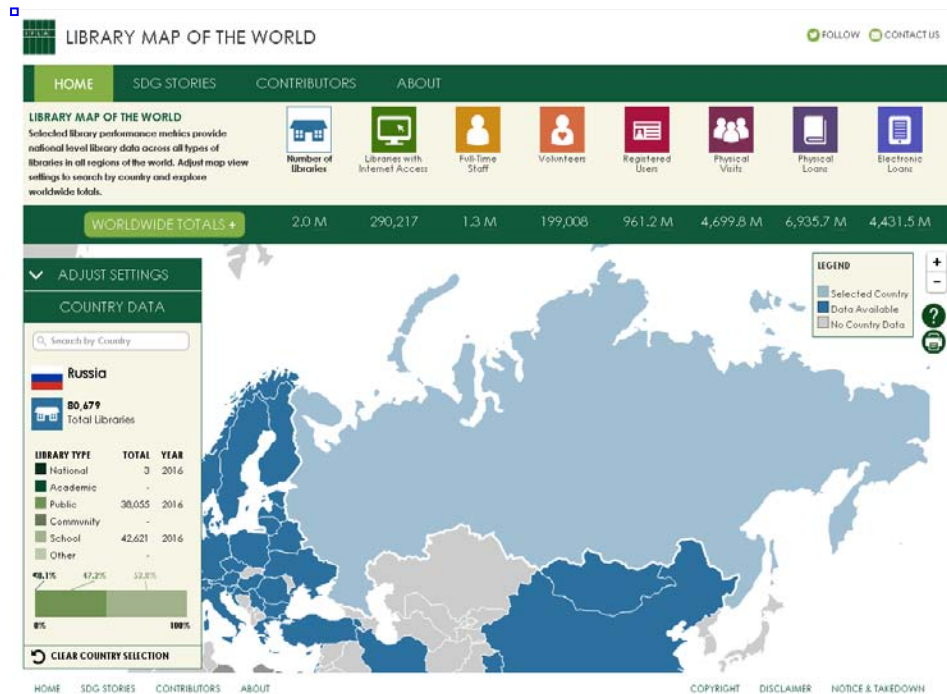 IFLA
LIBRARY MAP OF THE WORLD
FOLLOW
CONTACT US
HOME
SDG STORIES
CONTRIBUTORS
ABOUT
LIBRARY MAP OF THE WORLD
Selected library performance metrics provide
national level library data across all types of
libraries in all regions of the world. Adjust map view
settings to search by country and explore
worldwide totals.
Number of
libraries
Libraries with
Internet Access
Full-Time
Staff
Volunteers
Registered
Users
Physical
Visits
Physical
Loans
Electronic
Loans
WORLDWIDE TOTALS +
2.0 M
290,217
1.3 M
199,008
961.2 M
4,699.8 M
6,935.7 M
4,431.5 M
ADJUST SETTINGS
COUNTRY DATA
Search by Country
Russia
80,679
Total Libraries
LIBRARY TYPE TOTAL YEAR
National 3 2016
Academic -
Public 38,055 2016
Community -
School 42,621 2016
Other -
47.2%
52.8%
0% 100%
CLEAR COUNTRY SELECTION
LEGEND
Selected Country
Data Available
No Country Data
+
-
?
HOME
SDG STORIES
CONTRIBUTORS
ABOUT
COPYRIGHT
DISCLAIMER
NOTICE & TAKEDOWN